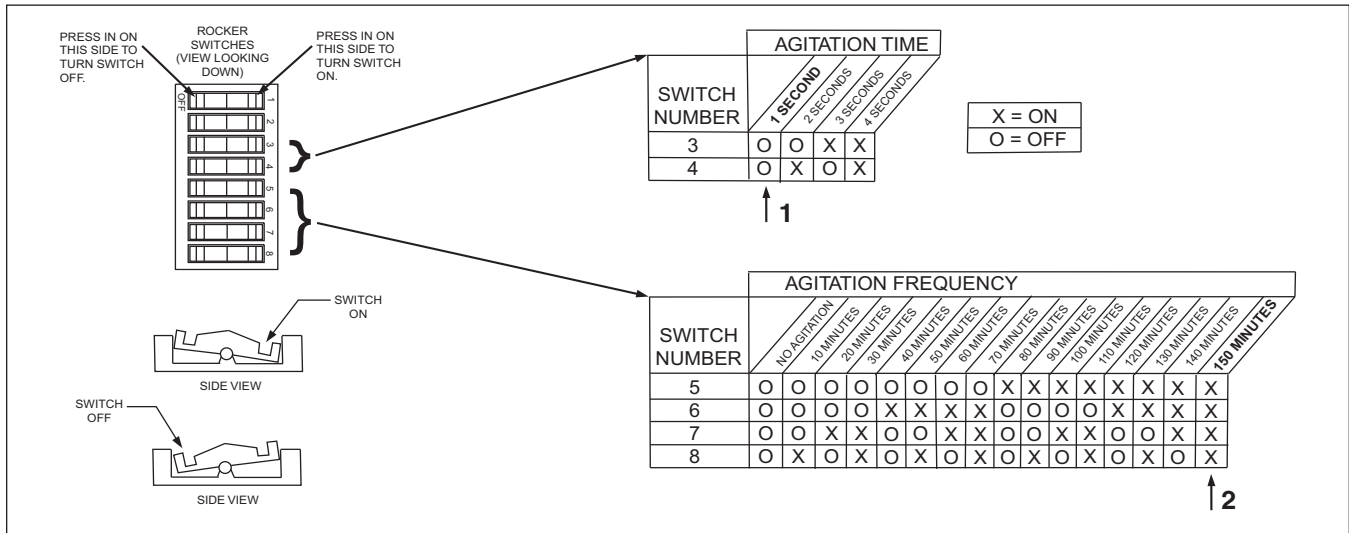 PRESS IN ON
THIS SIDE TO
TURN SWITCH
OFF.
ROCKER
SWITCHES
(VIEW LOOKING
DOWN)
PRESS IN ON
THIS SIDE TO
TURN SWITCH
ON.
OFF
1
2
3
4
5
6
7
8
SWITCH
ON
SIDE VIEW
SWITCH
OFF
SIDE VIEW
AGITATION TIME
SWITCH
NUMBER
1 SECOND
2 SECONDS
3 SECONDS
4 SECONDS
3 O O X X
4 O X O X
1
X = ON
O = OFF
AGITATION FREQUENCY
SWITCH
NUMBER
NO AGITATION
10 MINUTES
20 MINUTES
30 MINUTES
40 MINUTES
50 MINUTES
60 MINUTES
70 MINUTES
80 MINUTES
90 MINUTES
100 MINUTES
110 MINUTES
120 MINUTES
130 MINUTES
140 MINUTES
150 MINUTES
5 O O O O O O O O X X X X X X X X
6 O O O O X X X X O O O O X X X X
7 O O X X O O X X O O X X O O X X
8 O X O X O X O X O X O X O X O X
2